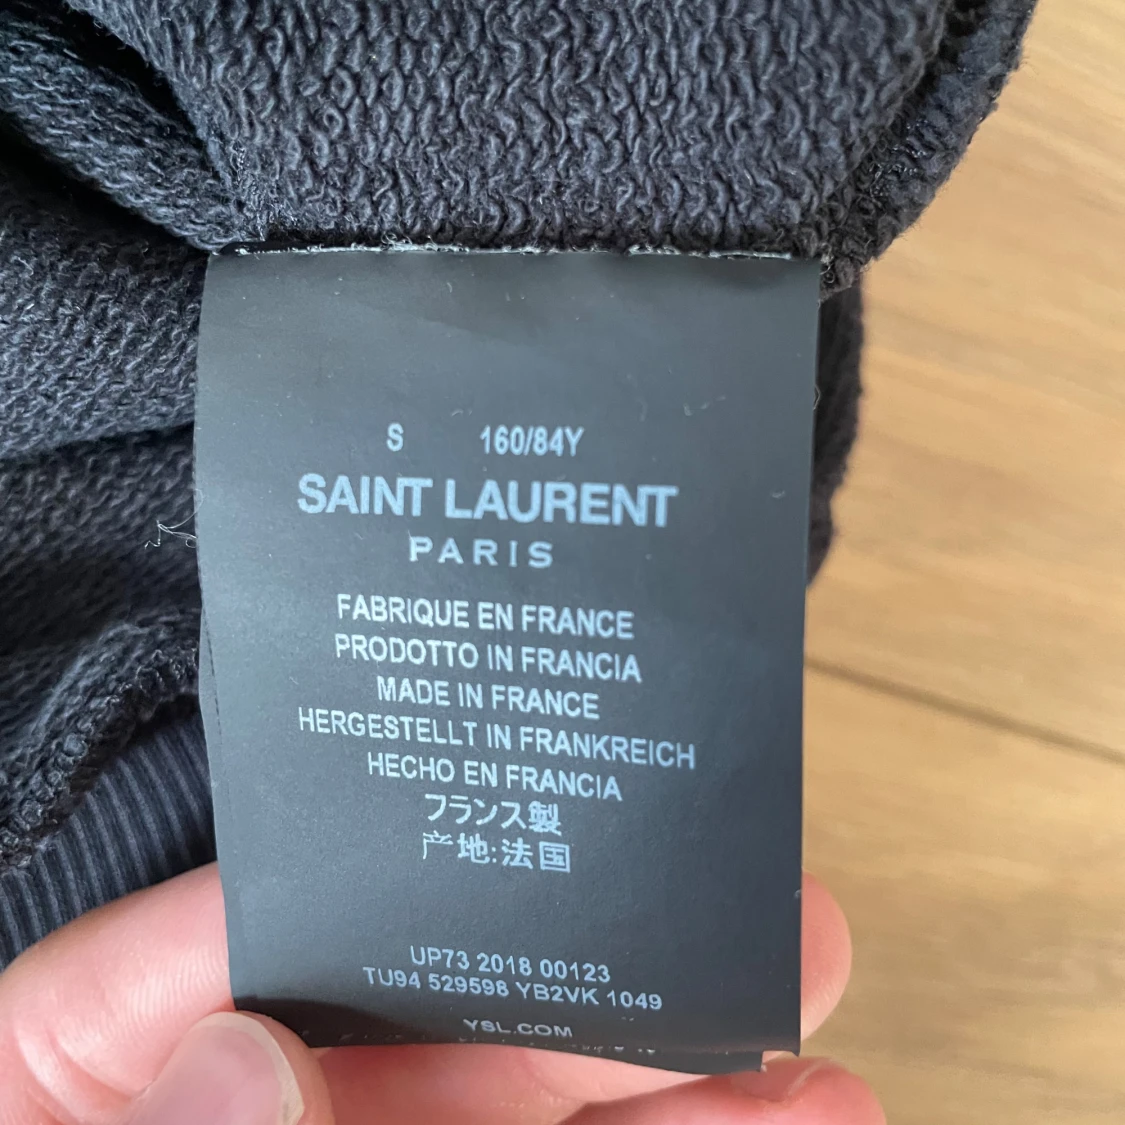 S 160/84Y
SAINT LAURENT
PARIS
FABRIQUE EN FRANCE
PRODOTTO IN FRANCIA
MADE IN FRANCE
HERGESTELLT IN FRANKREICH
HECHO EN FRANCIA
フランス製
产地:法国
UP73 2018 00123
TU94 529598 YB2VK 1049
YSL.COM